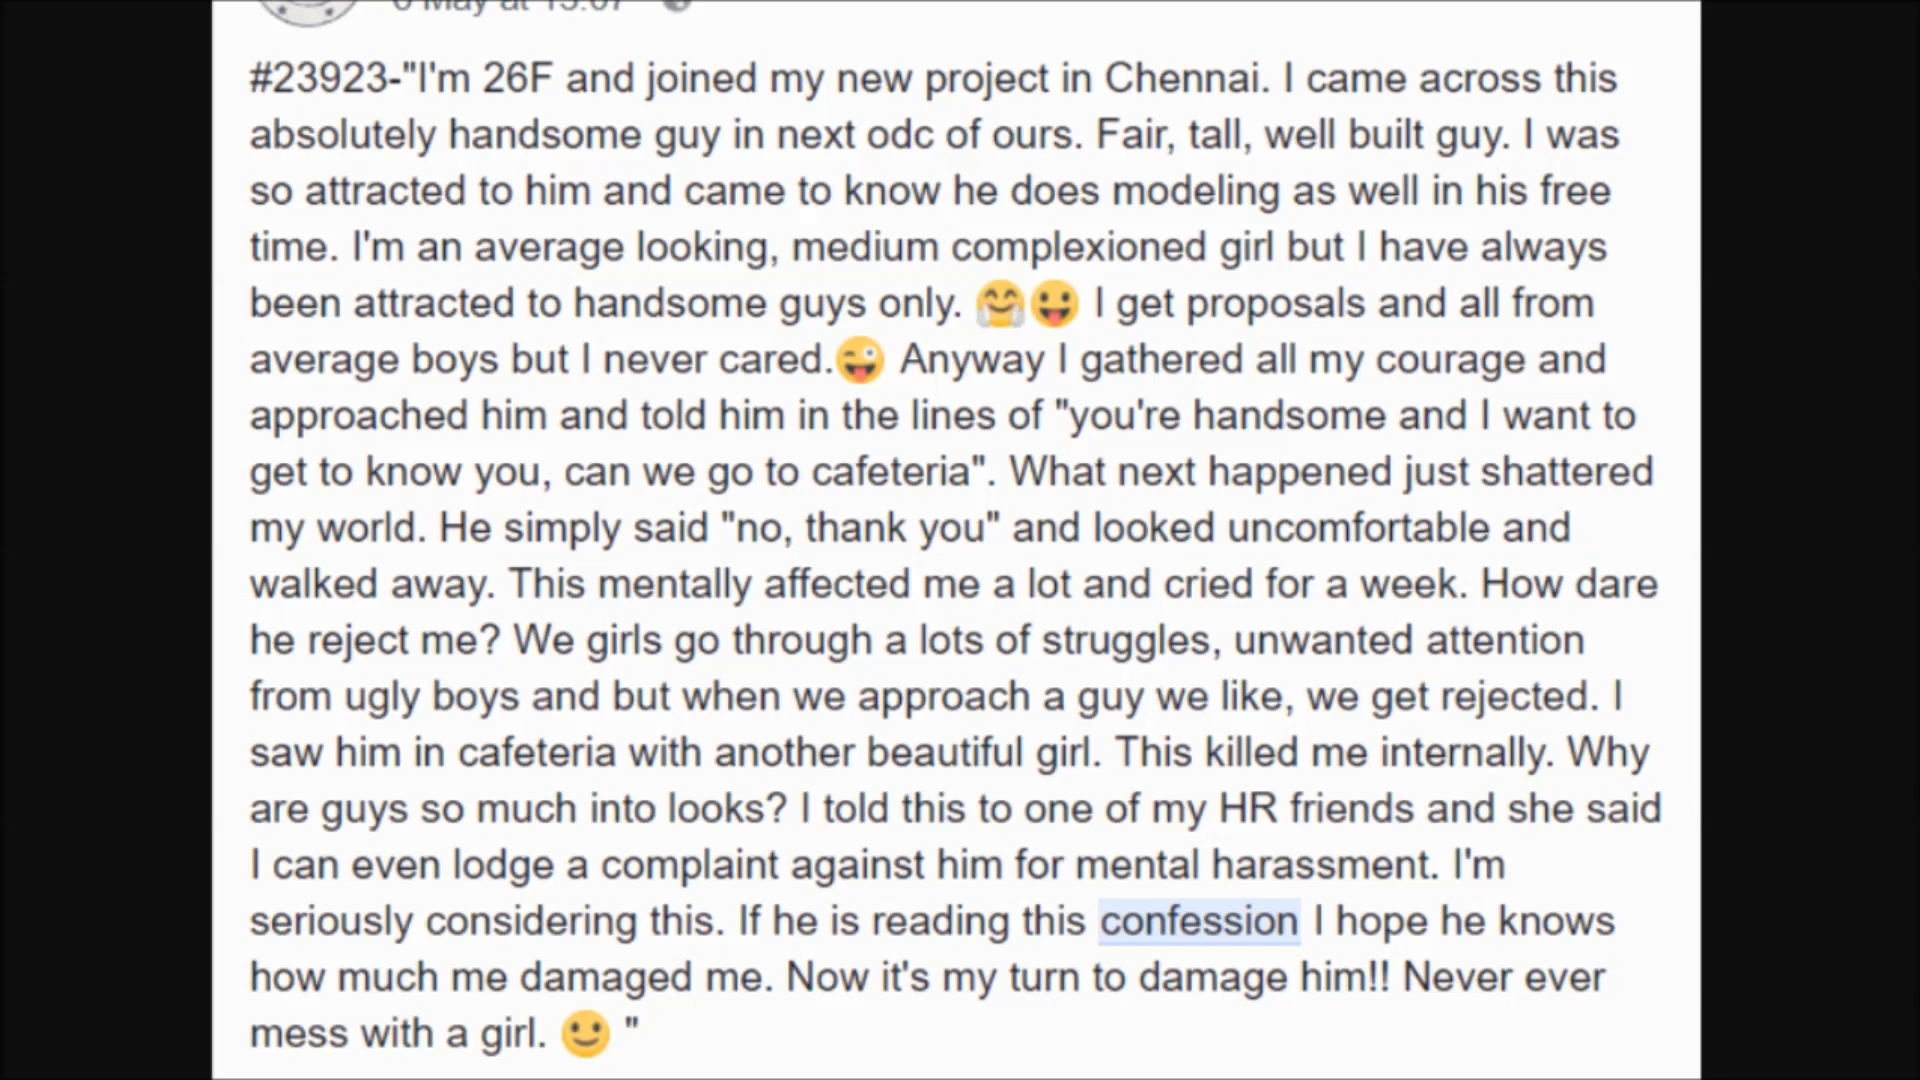 6 May at 15:07
#23923-"I'm 26F and joined my new project in Chennai. I came across this
absolutely handsome guy in next odc of ours. Fair, tall, well built guy. I was
so attracted to him and came to know he does modeling as well in his free
time. I'm an average looking, medium complexioned girl but I have always
been attracted to handsome guys only. 🤗😛 I get proposals and all from
average boys but I never cared.😜 Anyway I gathered all my courage and
approached him and told him in the lines of "you're handsome and I want to
get to know you, can we go to cafeteria". What next happened just shattered
my world. He simply said "no, thank you" and looked uncomfortable and
walked away. This mentally affected me a lot and cried for a week. How dare
he reject me? We girls go through a lots of struggles, unwanted attention
from ugly boys and but when we approach a guy we like, we get rejected. I
saw him in cafeteria with another beautiful girl. This killed me internally. Why
are guys so much into looks? I told this to one of my HR friends and she said
I can even lodge a complaint against him for mental harassment. I'm
seriously considering this. If he is reading this confession I hope he knows
how much me damaged me. Now it's my turn to damage him!! Never ever
mess with a girl. 🙂 "